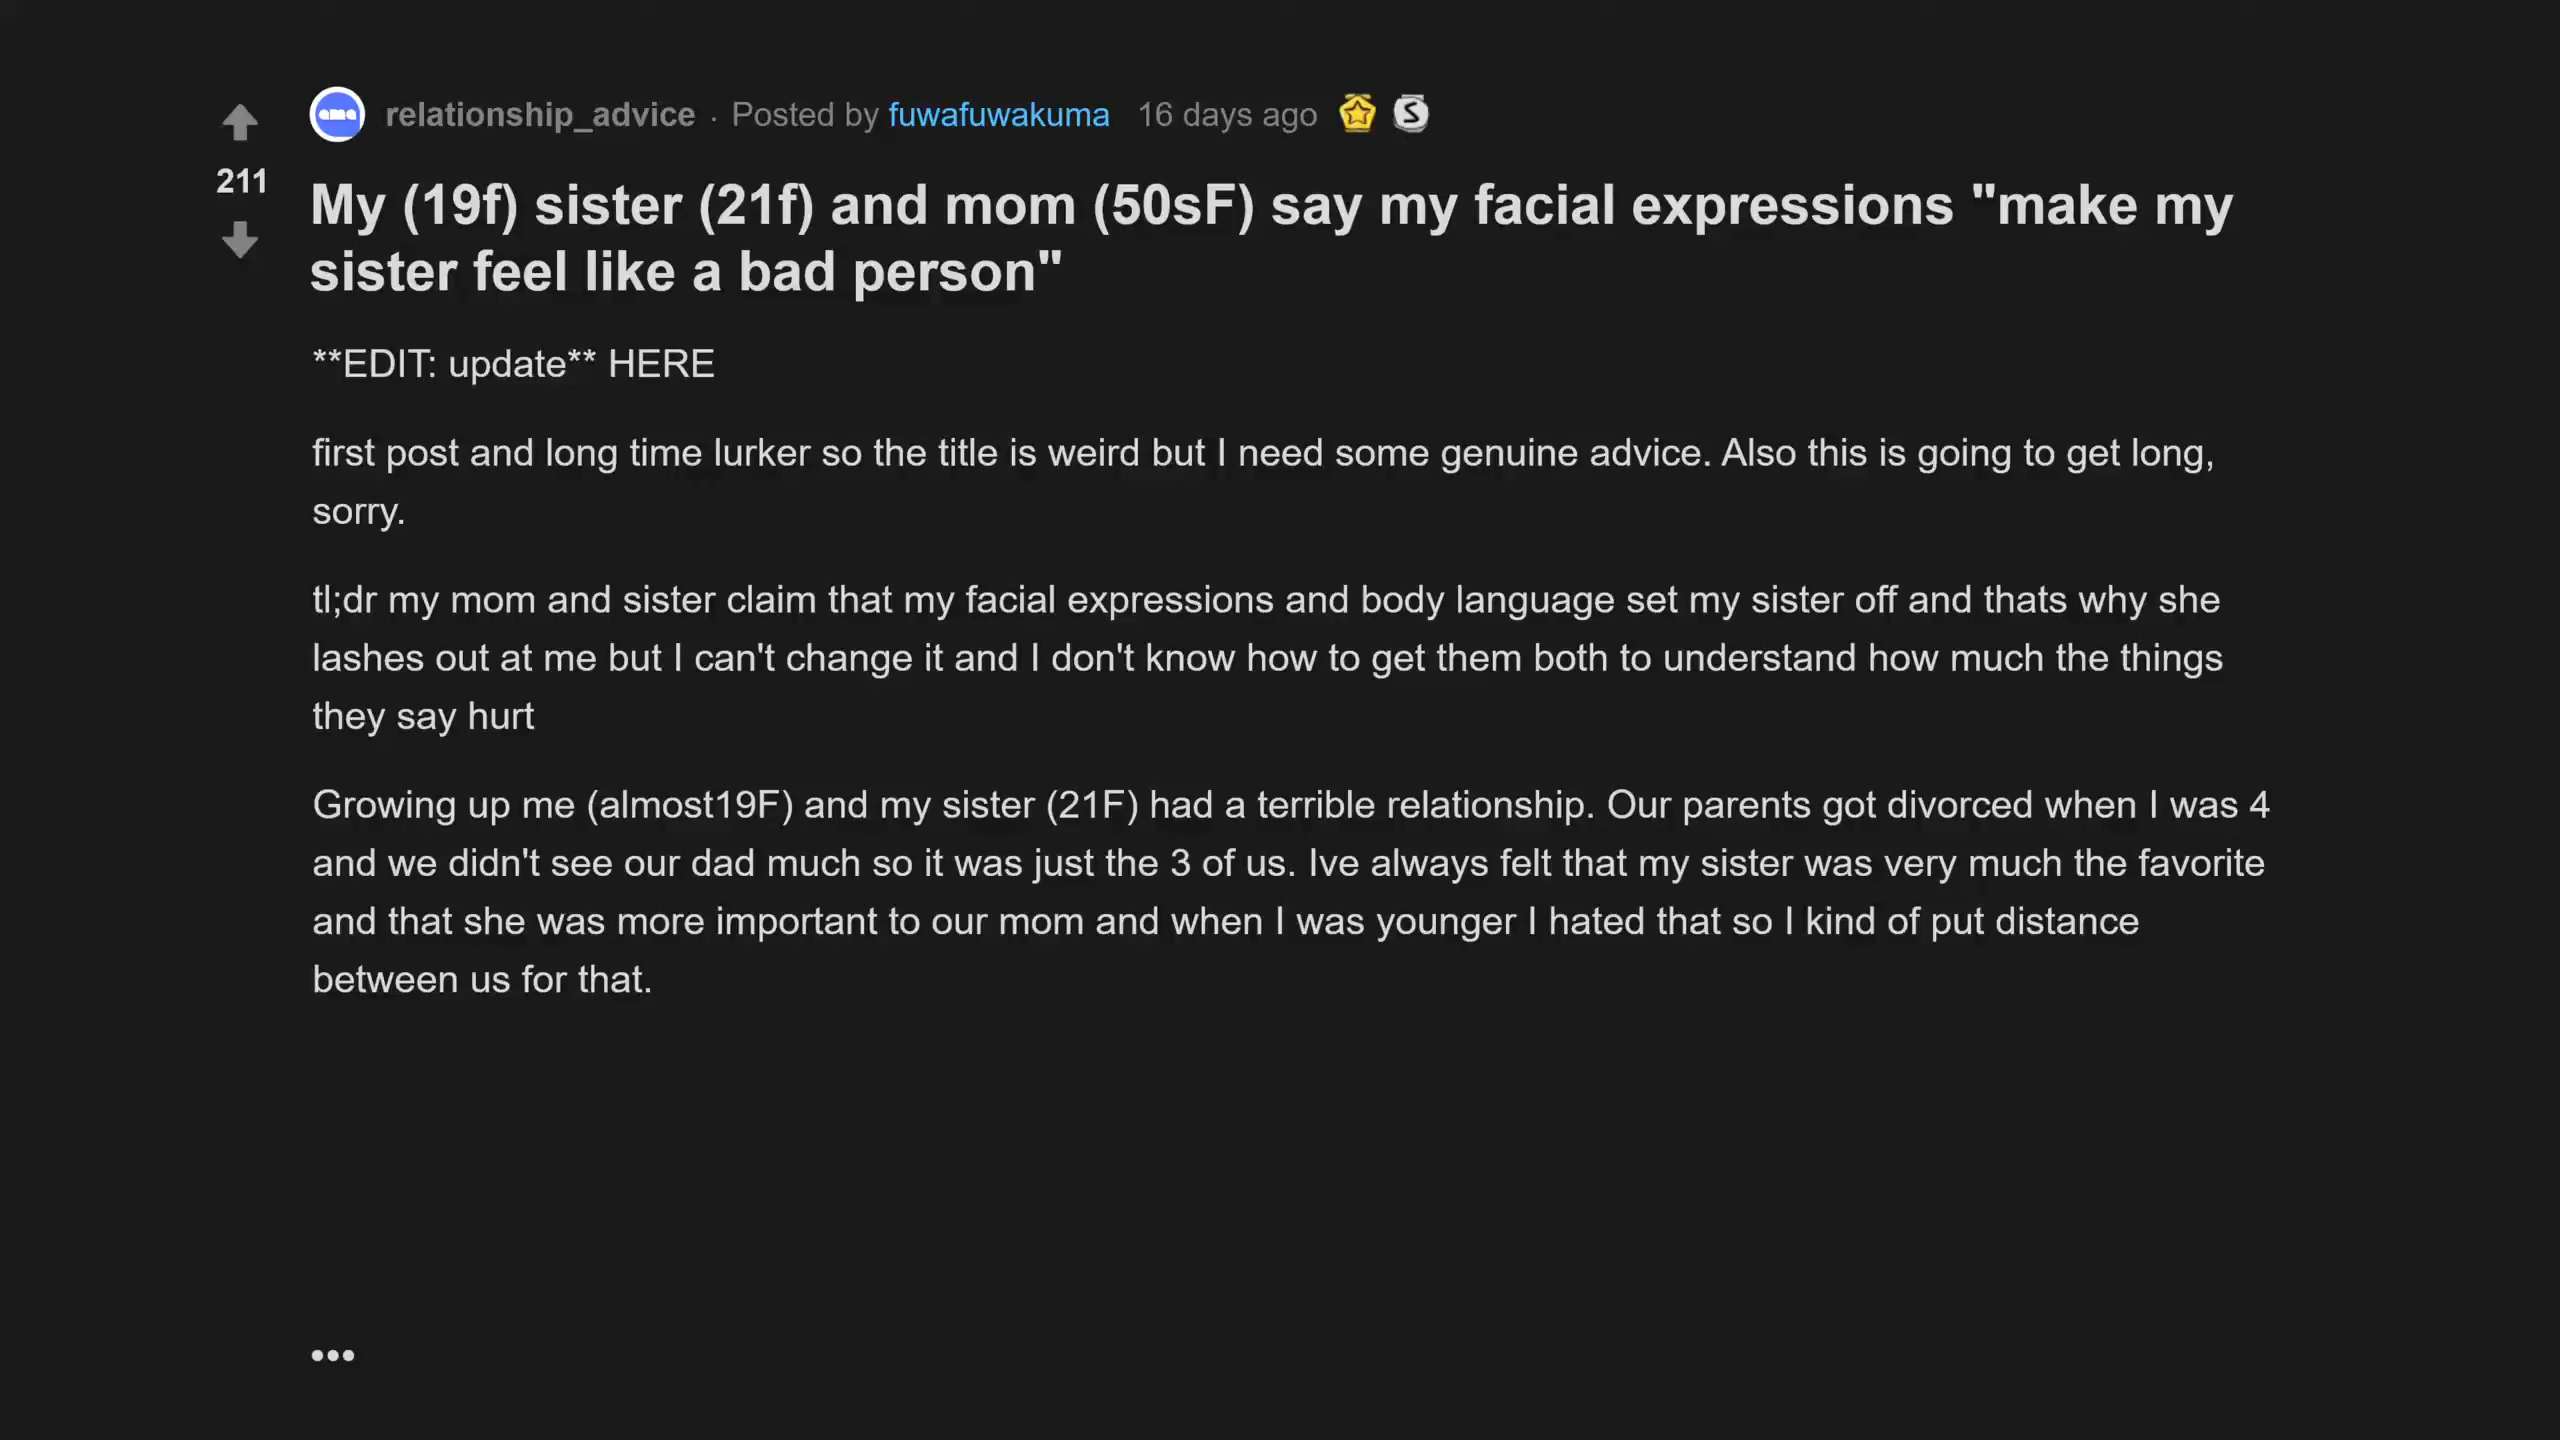 ama relationship_advice · Posted by fuwafuwakuma 16 days ago S
211
My (19f) sister (21f) and mom (50sF) say my facial expressions "make my
sister feel like a bad person"
**EDIT: update** HERE
first post and long time lurker so the title is weird but I need some genuine advice. Also this is going to get long,
sorry.
tl;dr my mom and sister claim that my facial expressions and body language set my sister off and thats why she
lashes out at me but I can't change it and I don't know how to get them both to understand how much the things
they say hurt
Growing up me (almost19F) and my sister (21F) had a terrible relationship. Our parents got divorced when I was 4
and we didn't see our dad much so it was just the 3 of us. Ive always felt that my sister was very much the favorite
and that she was more important to our mom and when I was younger I hated that so I kind of put distance
between us for that.
•••